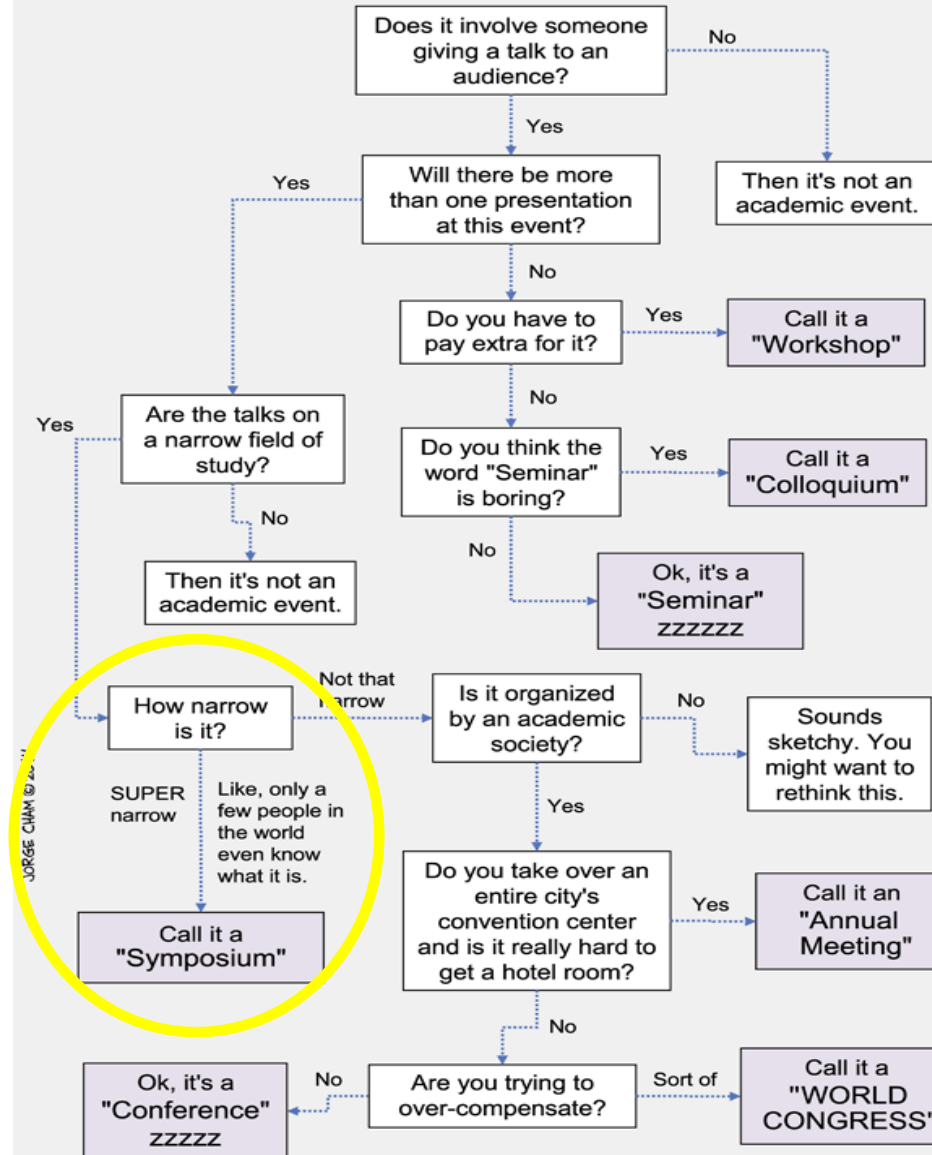 Does it involve someone
giving a talk to an
audience?
No
Yes
Will there be more
than one presentation
at this event?
Yes
Then it's not an
academic event.
No
Do you have to
pay extra for it?
Yes
Call it a
"Workshop"
No
Are the talks on
a narrow field of
study?
Yes
Do you think the
word "Seminar"
is boring?
Yes
Call it a
"Colloquium"
No
No
Then it's not an
academic event.
Ok, it's a
"Seminar"
zzzzzz
How narrow
is it?
Not that
narrow
Is it organized
by an academic
society?
No
Sounds
sketchy. You
might want to
rethink this.
SUPER
narrow
Like, only a
few people in
the world
even know
what it is.
Yes
JORGE CHAM ©
Call it a
"Symposium"
Do you take over an
entire city's
convention center
and is it really hard to
get a hotel room?
Yes
Call it an
"Annual
Meeting"
No
Are you trying to
over-compensate?
No
Ok, it's a
"Conference"
zzzzz
Sort of
Call it a
"WORLD
CONGRESS"